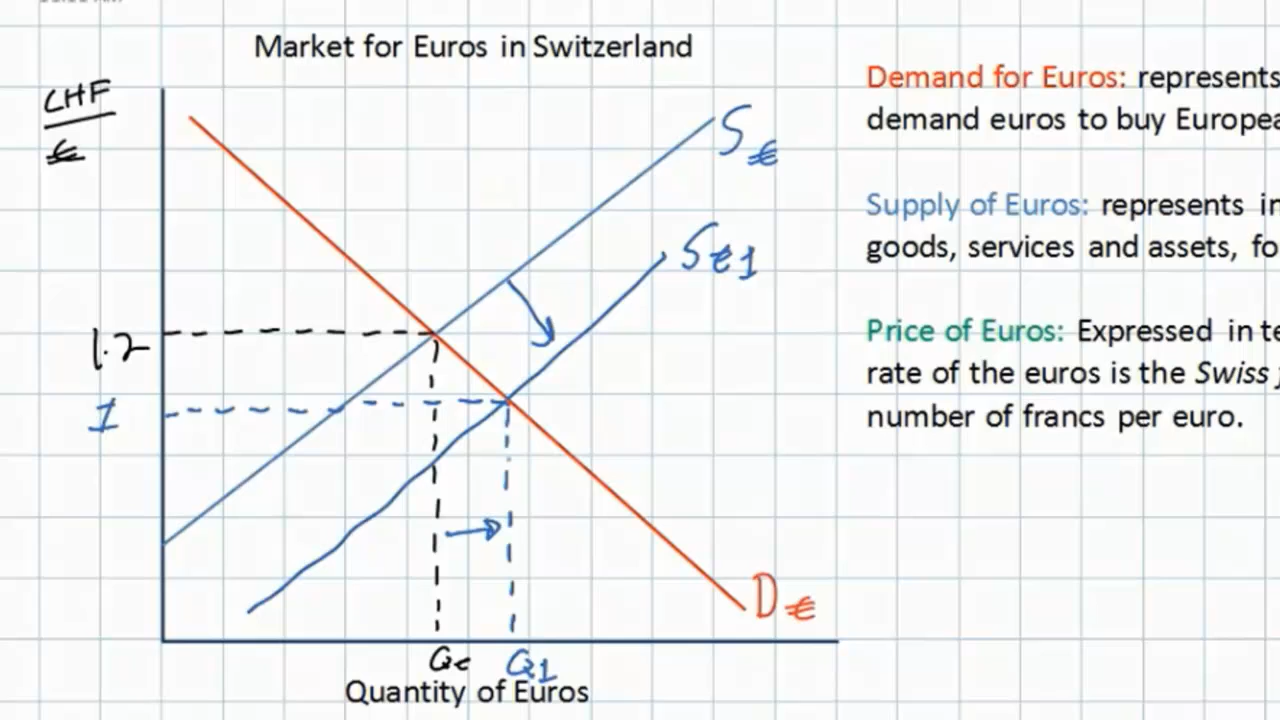 Market for Euros in Switzerland
CHF
€
S€
S€1
1.2
1
D€
Qe
Q1
Quantity of Euros
Demand for Euros: represents
demand euros to buy Europea
Supply of Euros: represents in
goods, services and assets, fo
Price of Euros: Expressed in te
rate of the euros is the Swiss
number of francs per euro.